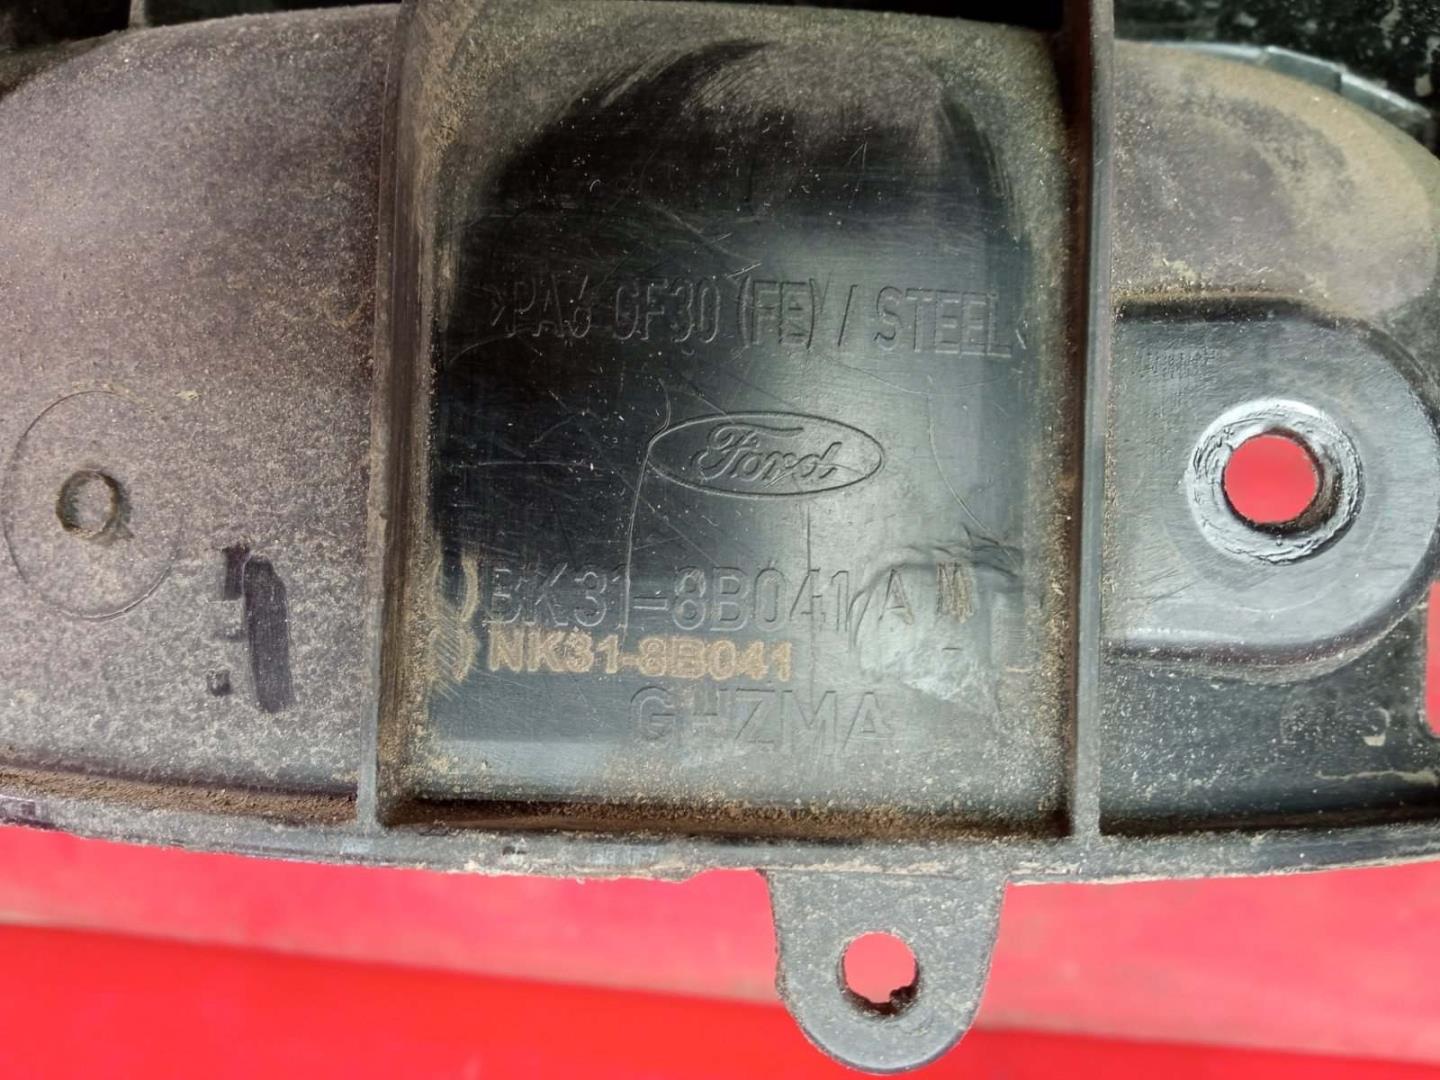 >PA6 GF30 (FE) / STEEL<
Ford
BK31-8B041 A
NK31-8B041
GHZMA